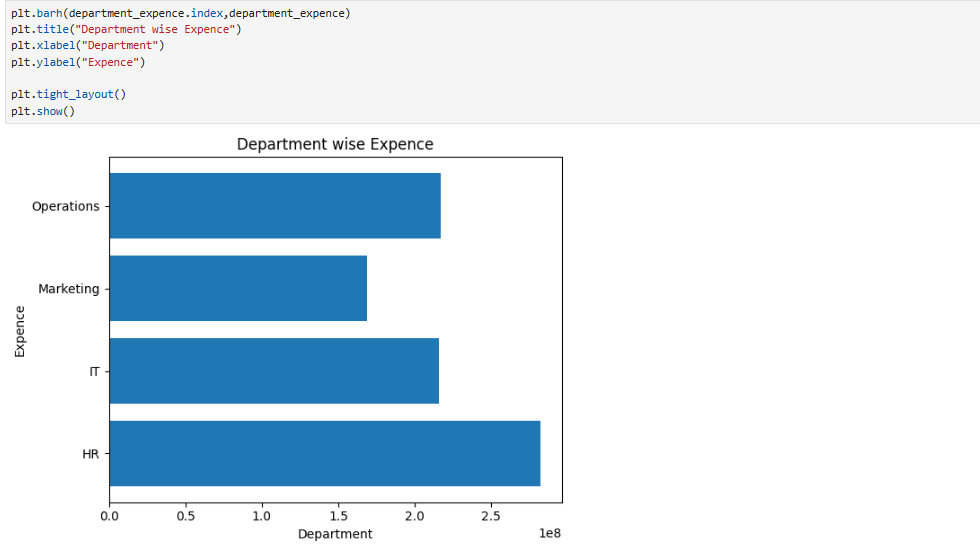 plt.barh(department_expence.index,department_expence)
plt.title("Department wise Expence")
plt.xlabel("Department")
plt.ylabel("Expence")
plt.tight_layout()
plt.show()
Department wise Expence
Operations
Marketing
IT
HR
Expence
0.0 0.5 1.0 1.5 2.0 2.5
1e8
Department